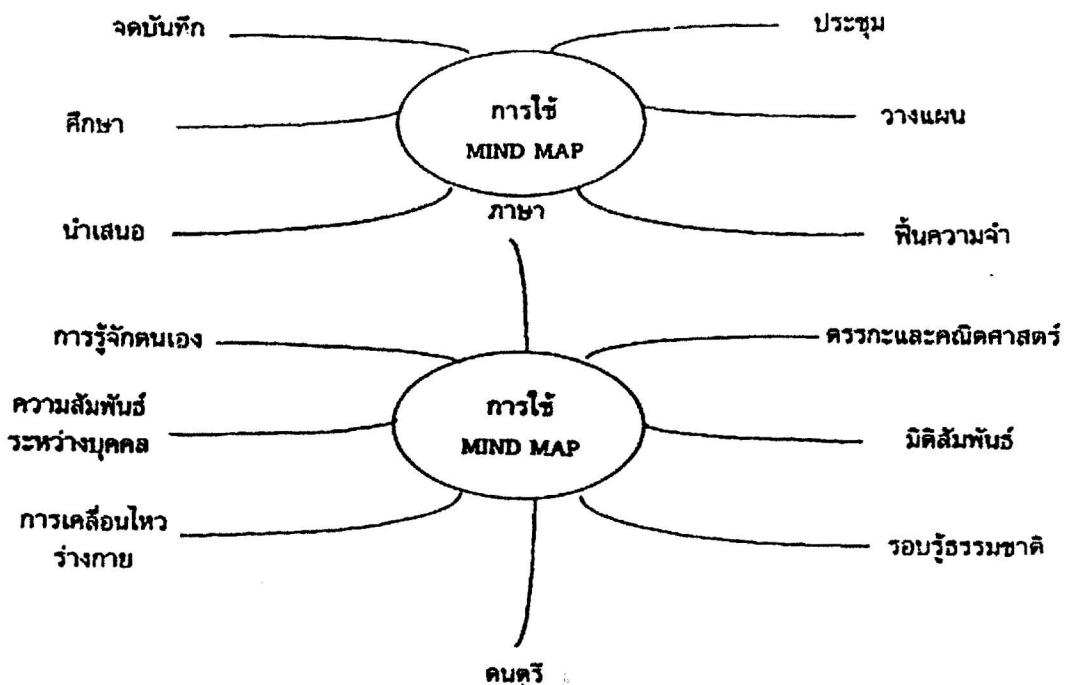 จดบันทึก
ประชุม
การใช้
MIND MAP
ศึกษา
วางแผน
นำเสนอ
ภาษา
ฟื้นความจำ
การรู้จักตนเอง
ตรรกะและคณิตศาสตร์
การใช้
MIND MAP
ความสัมพันธ์
ระหว่างบุคคล
มิติสัมพันธ์
การเคลื่อนไหว
ร่างกาย
รอบรู้ธรรมชาติ
ดนตรี